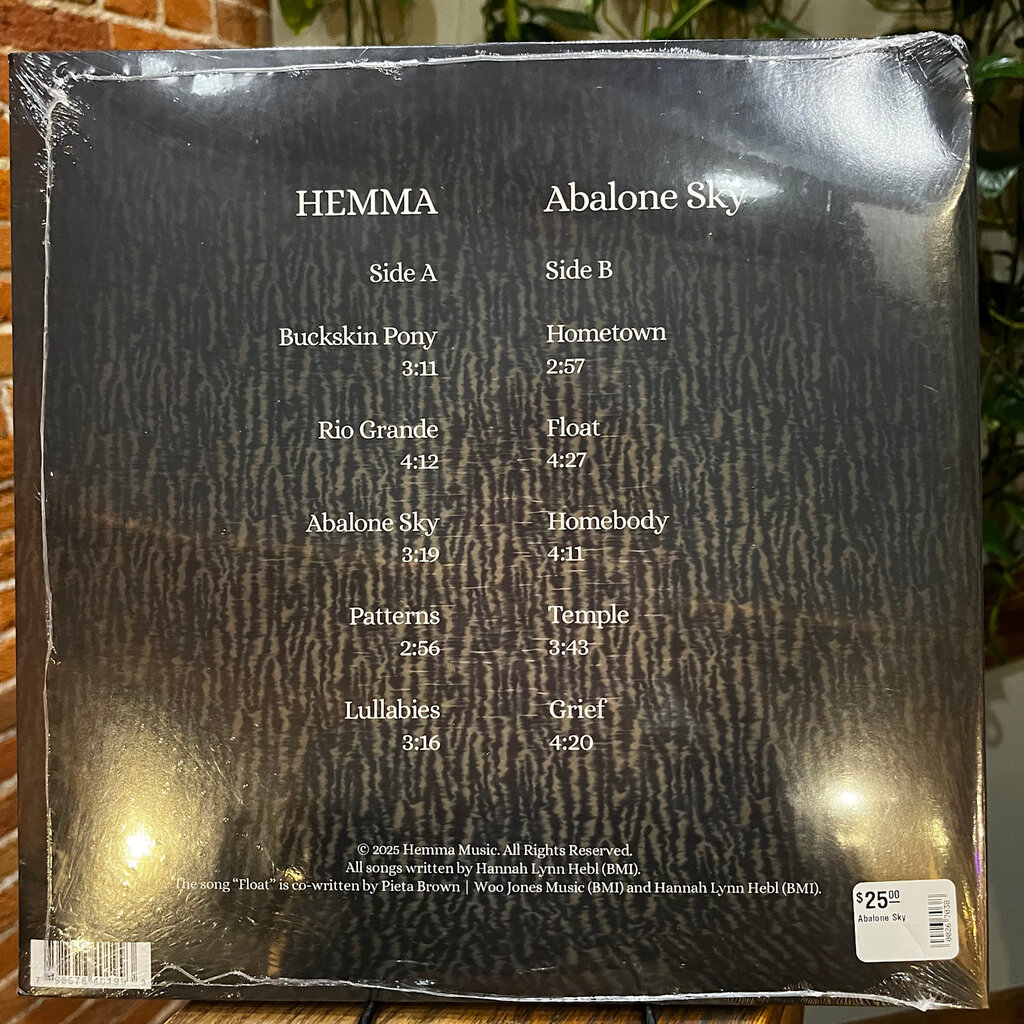 HEMMA
Side A
Buckskin Pony
3:11
Rio Grande
4:12
Abalone Sky
3:19
Patterns
2:56
Lullabies
3:16
Abalone Sky
Side B
Hometown
2:57
Float
4:27
Homebody
4:11
Temple
3:43
Grief
4:20
© 2025 Hemma Music. All Rights Reserved.
All songs written by Hannah Lynn Hebl (BMI).
The song “Float” is co-written by Pieta Brown | Woo Jones Music (BMI) and Hannah Lynn Hebl (BMI).
$25.00
Abalone Sky